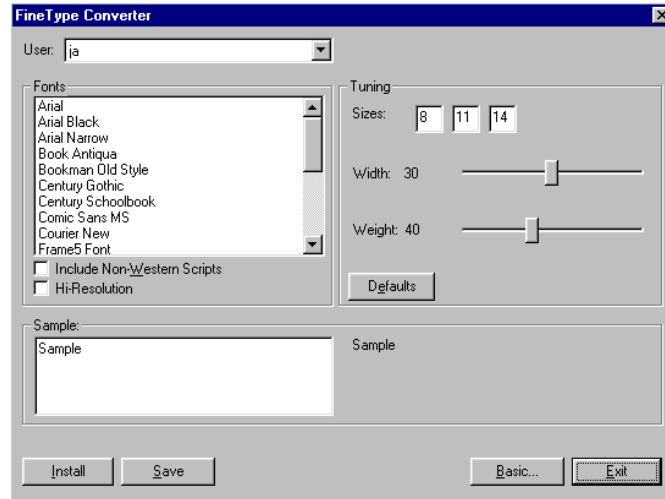 FineType Converter
User: ja
Fonts
Arial
Arial Black
Arial Narrow
Book Antiqua
Bookman Old Style
Century Gothic
Century Schoolbook
Comic Sans MS
Courier New
Frame5 Font
Include Non-Western Scripts
Hi-Resolution
Tuning
Sizes: 8 11 14
Width: 30
Weight: 40
Defaults
Sample:
Sample
Sample
Install Save Basic... Exit